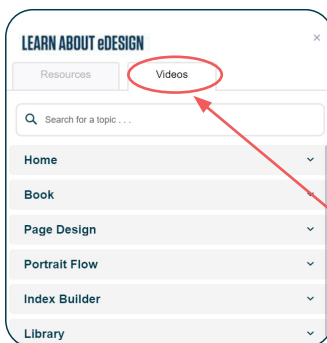 LEARN ABOUT eDESIGN
Resources
Videos
Search for a topic . . .
Home
Book
Page Design
Portrait Flow
Index Builder
Library